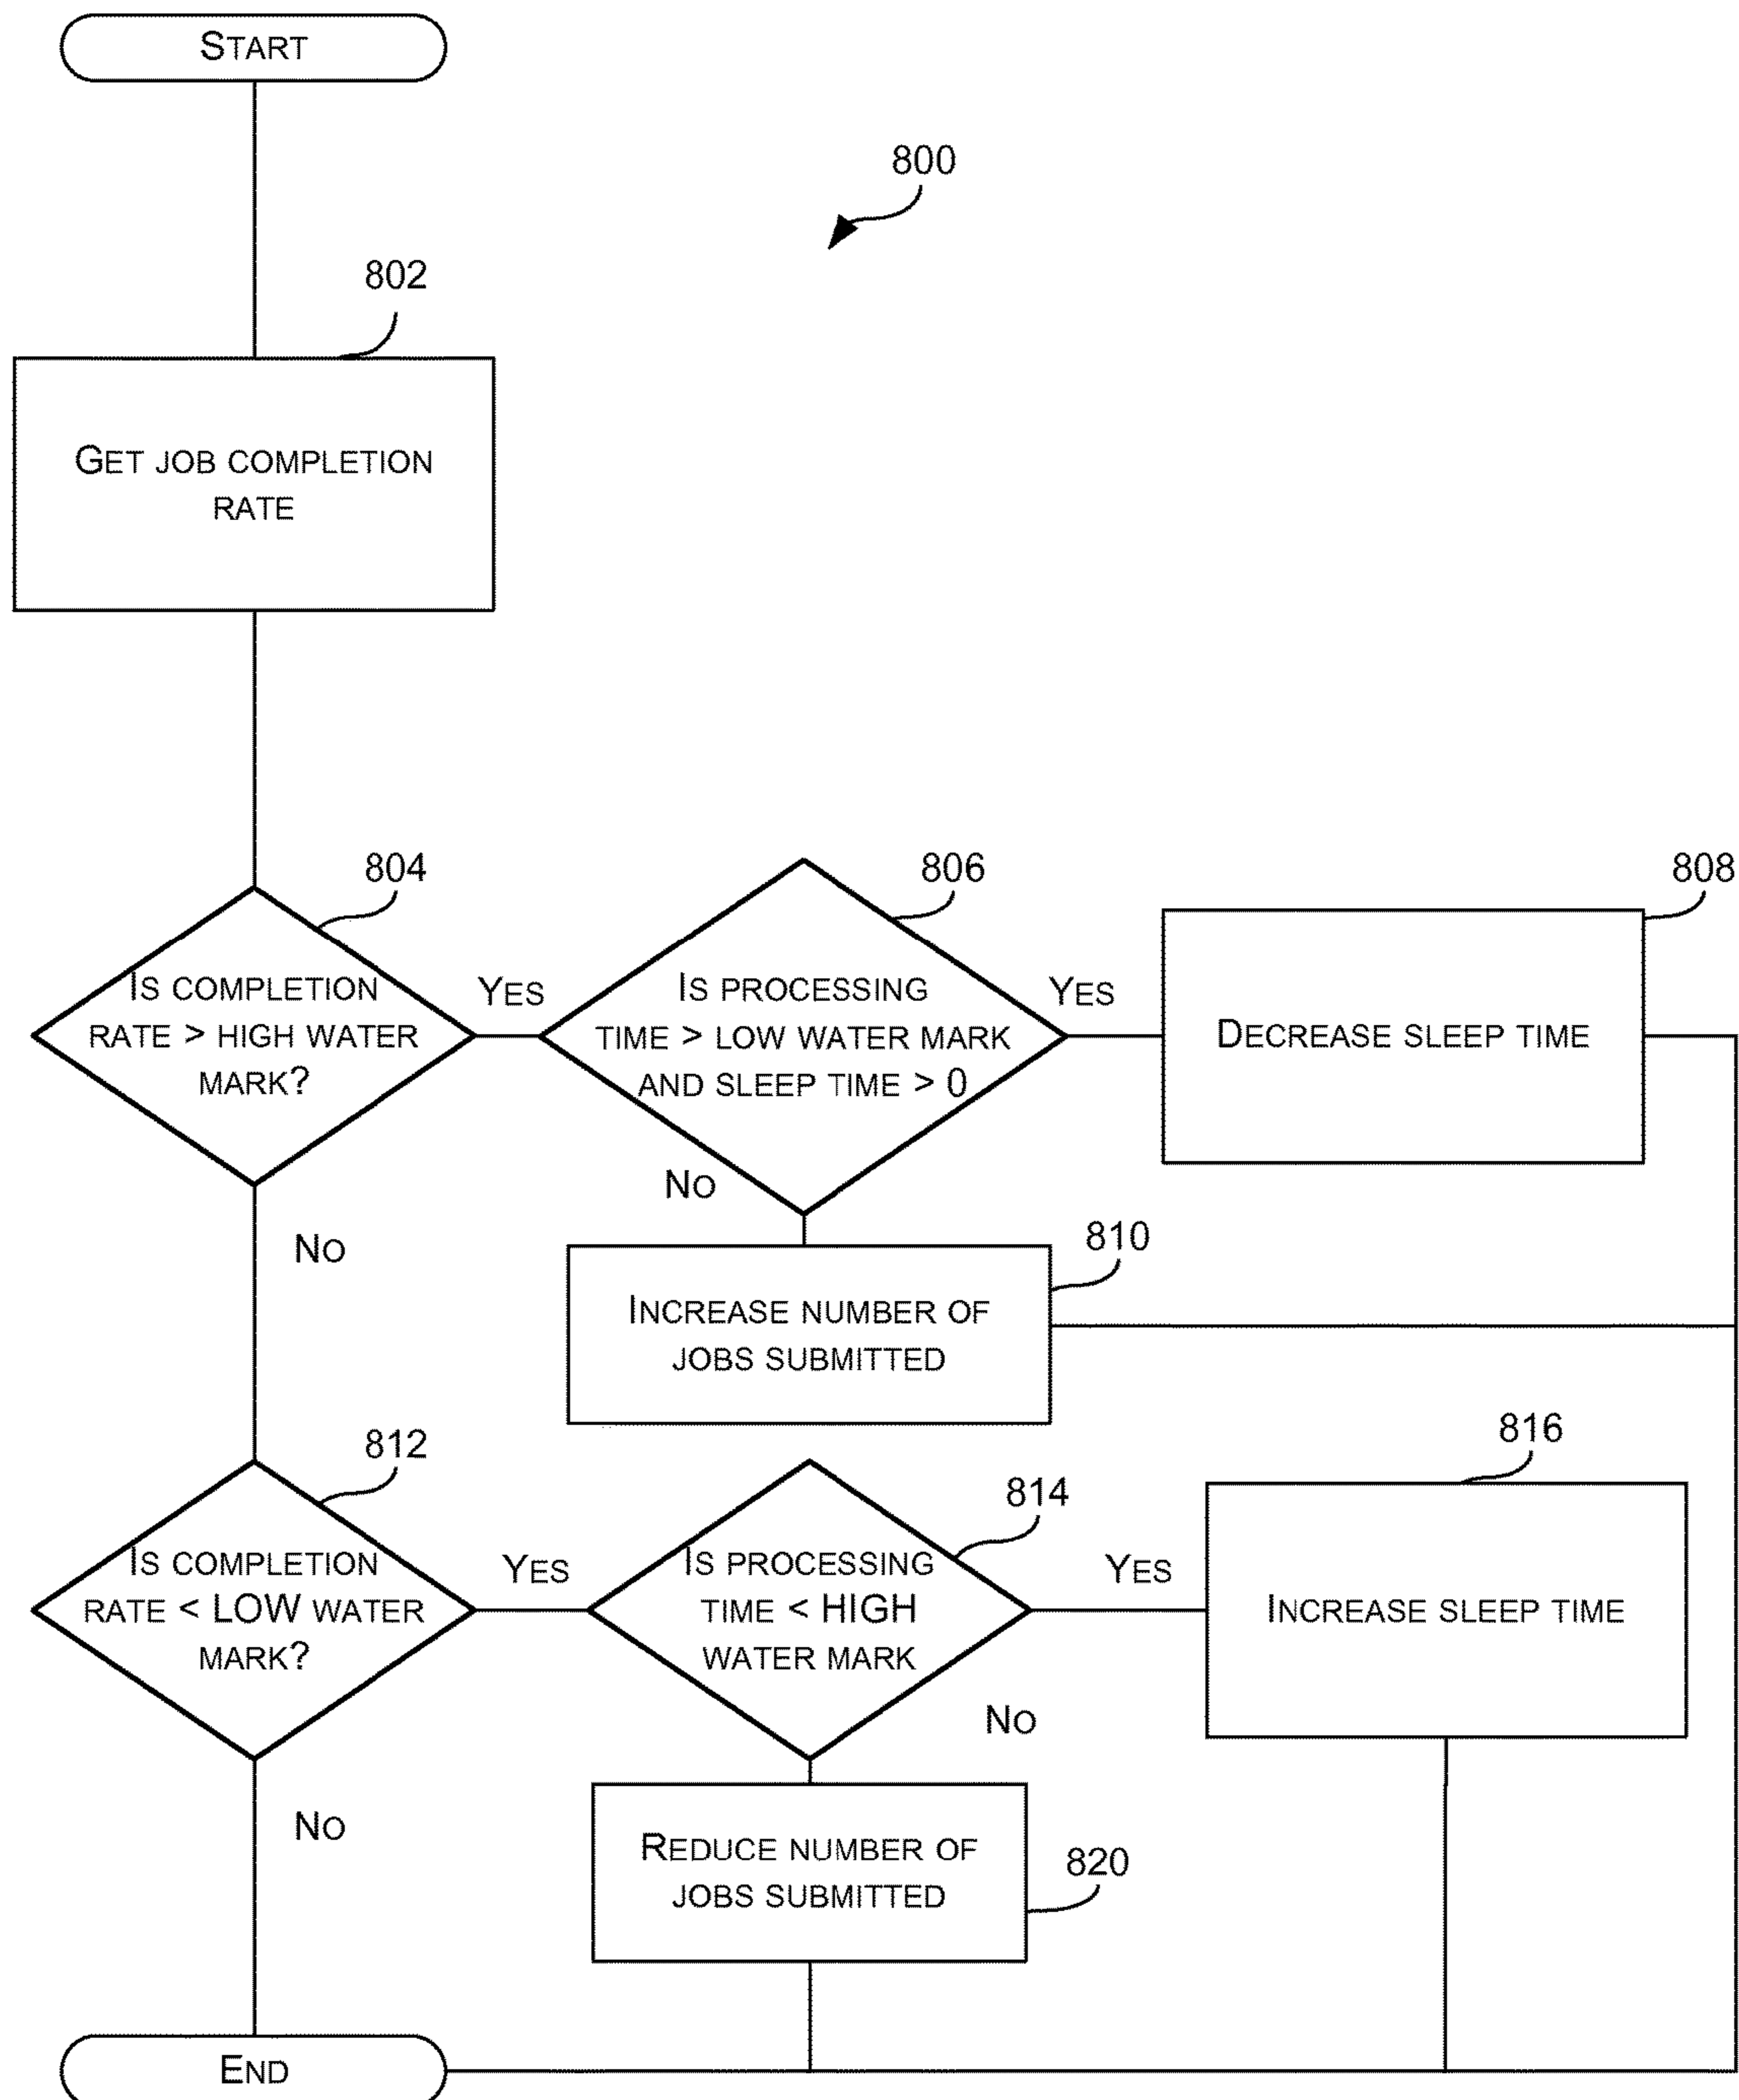 START
800
802
GET JOB COMPLETION
RATE
804
806
808
IS COMPLETION
RATE > HIGH WATER
MARK?
YES
IS PROCESSING
TIME > LOW WATER MARK
AND SLEEP TIME > 0
YES
DECREASE SLEEP TIME
NO
NO
810
INCREASE NUMBER OF
JOBS SUBMITTED
812
814
816
IS COMPLETION
RATE < LOW WATER
MARK?
YES
IS PROCESSING
TIME < HIGH
WATER MARK
YES
INCREASE SLEEP TIME
NO
NO
REDUCE NUMBER OF
JOBS SUBMITTED
820
END